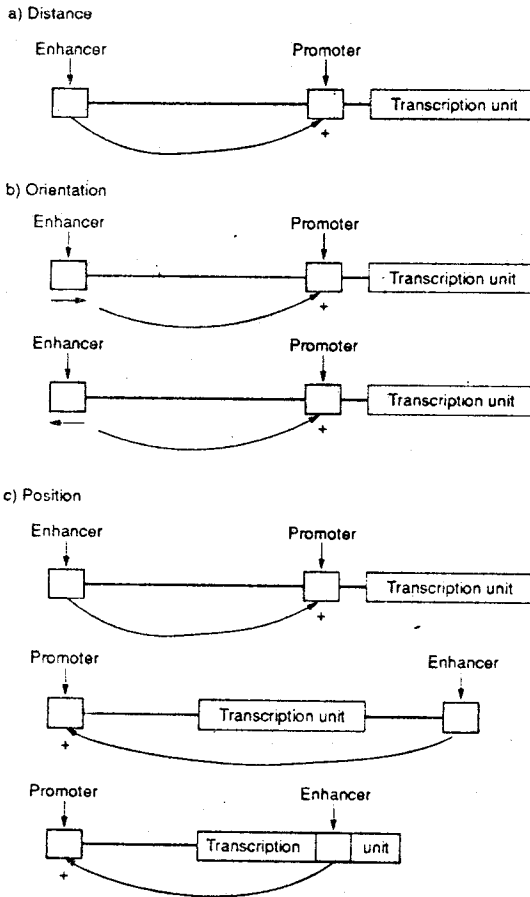 a) Distance
Enhancer Promoter
Transcription unit
+
b) Orientation
Enhancer Promoter
Transcription unit
+
Enhancer Promoter
Transcription unit
+
c) Position
Enhancer Promoter
Transcription unit
+
Promoter Enhancer
Transcription unit
+
Promoter Enhancer
Transcription unit
+